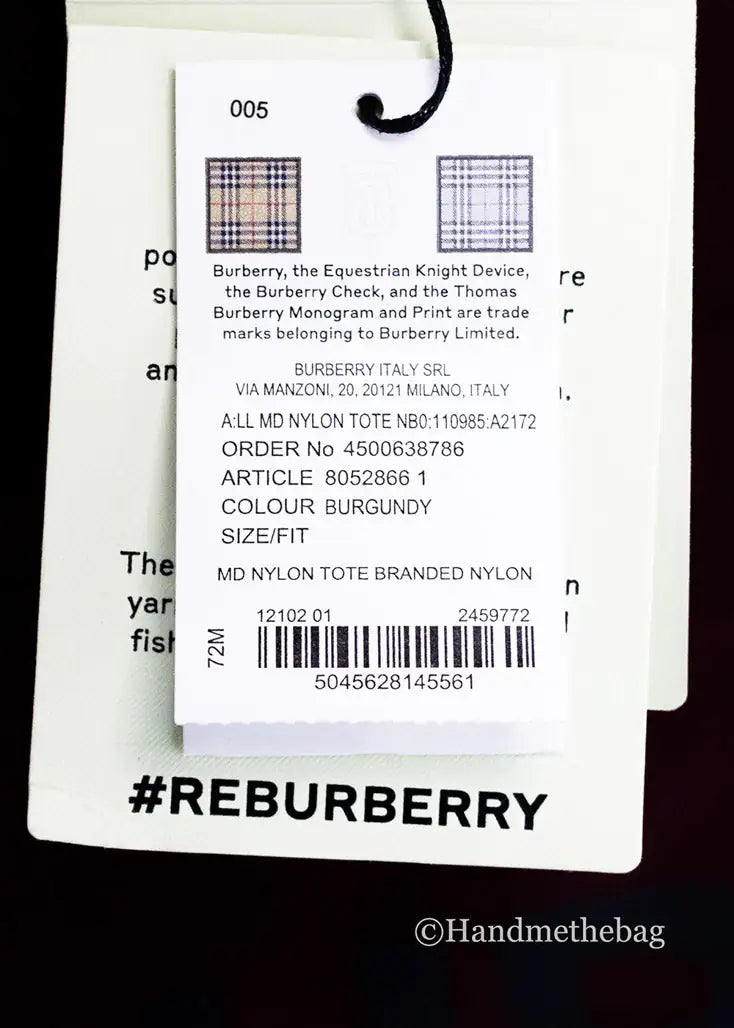 005
Burberry, the Equestrian Knight Device,
the Burberry Check, and the Thomas
Burberry Monogram and Print are trade
marks belonging to Burberry Limited.
BURBERRY ITALY SRL
VIA MANZONI, 20, 20121 MILANO, ITALY
A:LL MD NYLON TOTE NB0:110985:A2172
ORDER No 4500638786
ARTICLE 8052866 1
COLOUR BURGUNDY
SIZE/FIT
MD NYLON TOTE BRANDED NYLON
12102 01 2459772
72M
5045628145561
The
#REBURBERRY
©Handmethebag